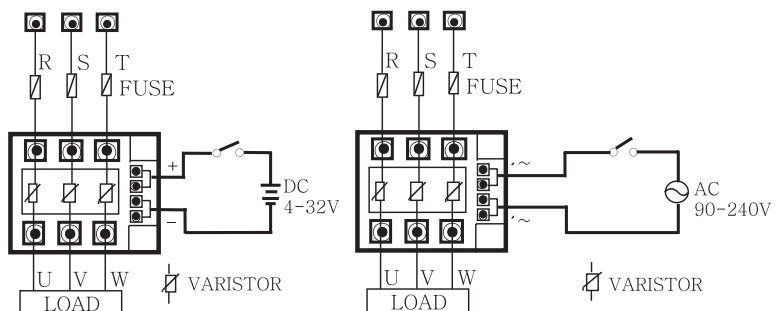 R S T
FUSE
+
DC
4-32V
−
U V W
LOAD
VARISTOR
R S T
FUSE
~
AC
90-240V
~
U V W
LOAD
VARISTOR